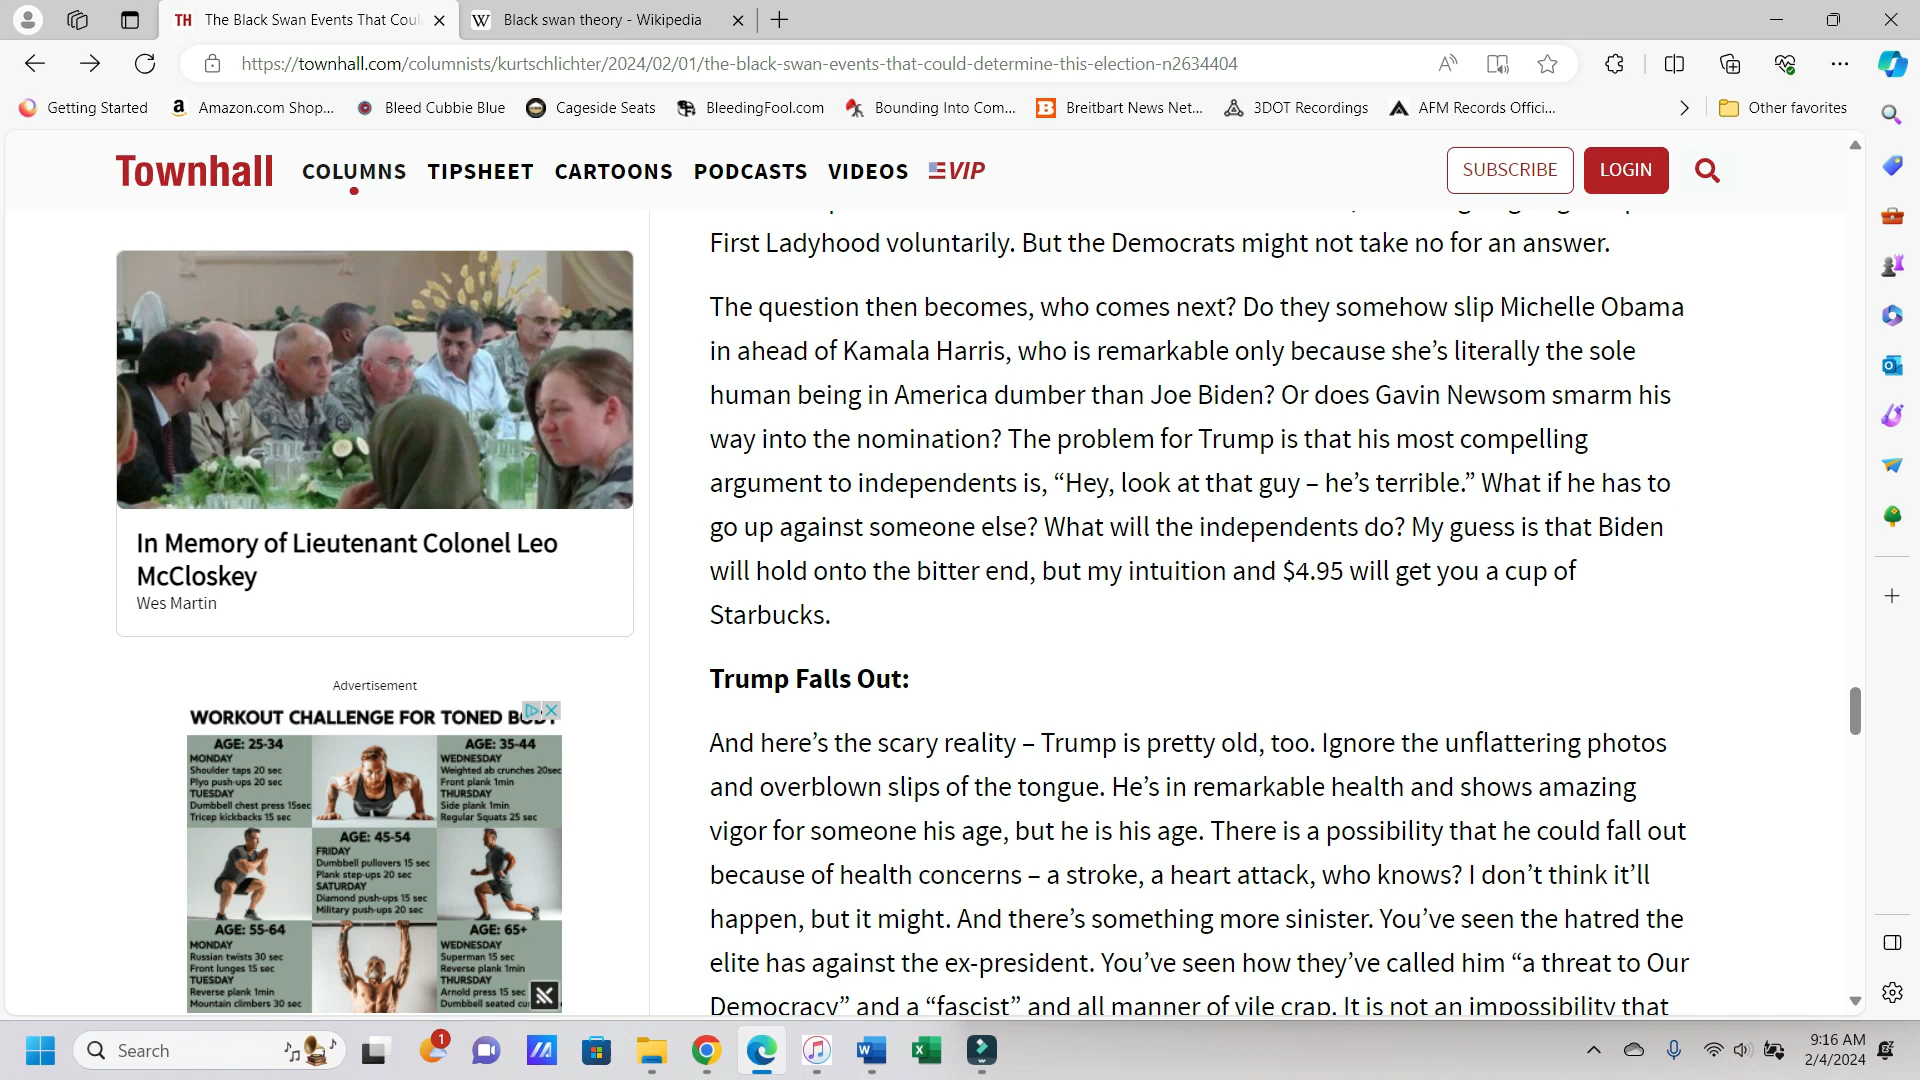 TH The Black Swan Events That Coul
W Black swan theory - Wikipedia
https://townhall.com/columnists/kurtschlichter/2024/02/01/the-black-swan-events-that-could-determine-this-election-n2634404
Getting Started
Amazon.com Shop...
Bleed Cubbie Blue
Cageside Seats
BleedingFool.com
Bounding Into Com...
Breitbart News Net...
3DOT Recordings
AFM Records Offici...
Other favorites
Townhall
COLUMNS TIPSHEET CARTOONS PODCASTS VIDEOS VIP
SUBSCRIBE
LOGIN
First Ladyhood voluntarily. But the Democrats might not take no for an answer.
The question then becomes, who comes next? Do they somehow slip Michelle Obama
in ahead of Kamala Harris, who is remarkable only because she’s literally the sole
human being in America dumber than Joe Biden? Or does Gavin Newsom smarm his
way into the nomination? The problem for Trump is that his most compelling
argument to independents is, “Hey, look at that guy – he’s terrible.” What if he has to
go up against someone else? What will the independents do? My guess is that Biden
will hold onto the bitter end, but my intuition and $4.95 will get you a cup of
Starbucks.
Trump Falls Out:
And here’s the scary reality – Trump is pretty old, too. Ignore the unflattering photos
and overblown slips of the tongue. He’s in remarkable health and shows amazing
vigor for someone his age, but he is his age. There is a possibility that he could fall out
because of health concerns – a stroke, a heart attack, who knows? I don’t think it’ll
happen, but it might. And there’s something more sinister. You’ve seen the hatred the
elite has against the ex-president. You’ve seen how they’ve called him “a threat to Our
Democracy” and a “fascist” and all manner of vile crap. It is not an impossibility that
In Memory of Lieutenant Colonel Leo
McCloskey
Wes Martin
Advertisement
WORKOUT CHALLENGE FOR TONED BODY
AGE: 25-34
MONDAY
Shoulder taps 20 sec
Plyo push-ups 20 sec
TUESDAY
Dumbbell chest press 15sec
Tricep kickbacks 15 sec
AGE: 35-44
WEDNESDAY
Weighted ab crunches 20sec
Front plank 1min
THURSDAY
Side plank 1min
Regular Squats 25 sec
AGE: 45-54
FRIDAY
Dumbbell pullovers 15 sec
Plank step-ups 20 sec
SATURDAY
Diamond push-ups 15 sec
Military push-ups 20 sec
AGE: 55-64
MONDAY
Russian twists 30 sec
Front lunges 15 sec
TUESDAY
Reverse plank 1min
Mountain climbers 30 sec
AGE: 65+
WEDNESDAY
Superman 15 sec
Reverse plank 1min
THURSDAY
Arnold press 15 sec
Dumbbell seated
Search
1
9:16 AM
2/4/2024